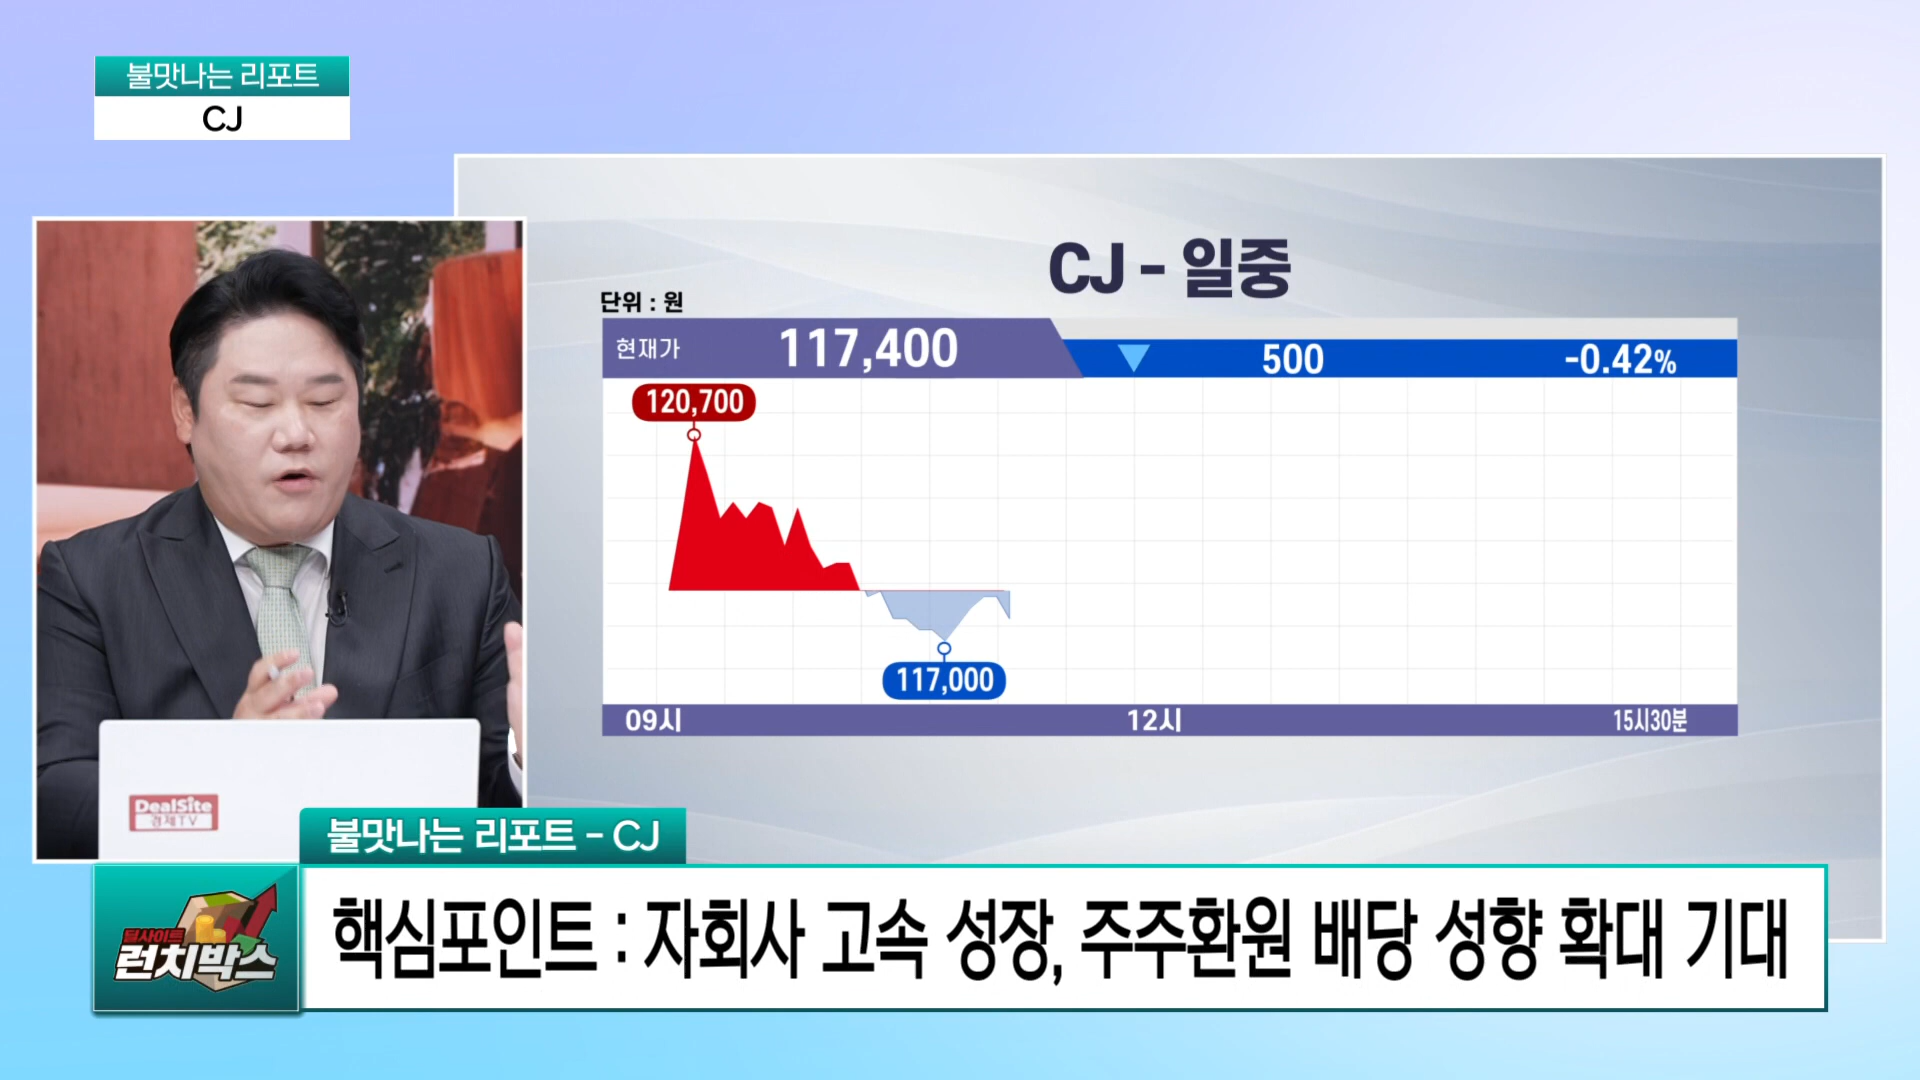 불맛나는 리포트
CJ
CJ - 일중
단위 : 원
현재가
117,400
▼
500
-0.42%
120,700
117,000
09시
12시
15시30분
DealSite
경제TV
불맛나는 리포트 - CJ
딜사이트
런치박스
핵심포인트 : 자회사 고속 성장, 주주환원 배당 성향 확대 기대